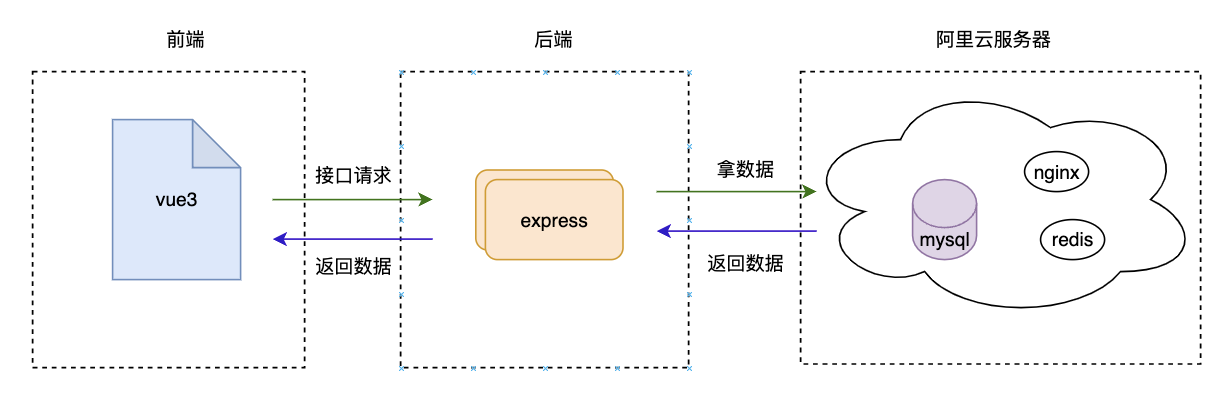 前端
后端
阿里云服务器
vue3
接口请求
返回数据
express
拿数据
返回数据
nginx
mysql
redis